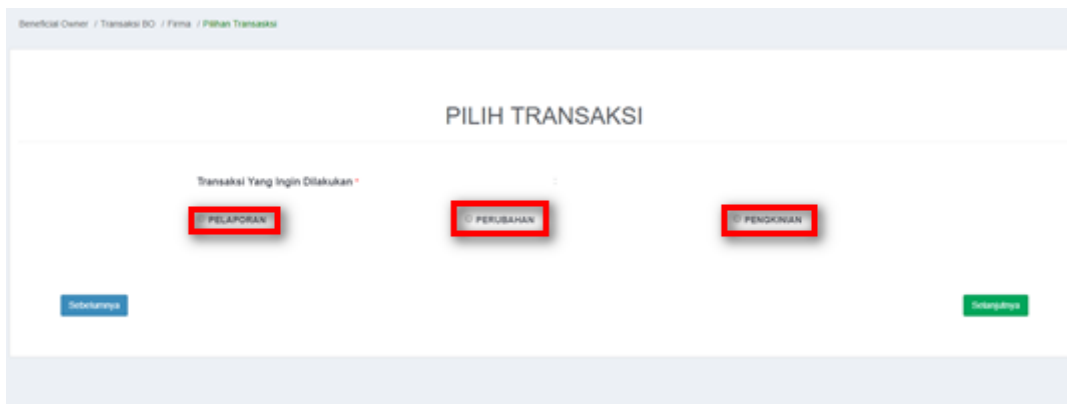 Beneficial Owner / Transaksi BO / Firma / Pilihan Transaksi
PILIH TRANSAKSI
Transaksi Yang Ingin Dilakukan * :
PELAPORAN PERUBAHAN PENGKINIAN
Sebelumnya Selanjutnya